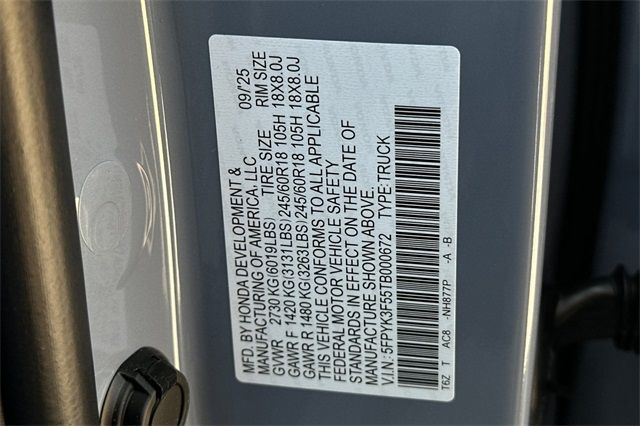 MFD. BY HONDA DEVELOPMENT & 09/25
MANUFACTURING OF AMERICA, LLC
GVWR 2730 KG(6019LBS) TIRE SIZE RIM SIZE
GAWR F 1420 KG(3131LBS) 245/60R18 105H 18X8.0J
GAWR R 1480 KG(3263LBS) 245/60R18 105H 18X8.0J
THIS VEHICLE CONFORMS TO ALL APPLICABLE
FEDERAL MOTOR VEHICLE SAFETY
STANDARDS IN EFFECT ON THE DATE OF
MANUFACTURE SHOWN ABOVE.
V.I.N.: 5FPYK3F55TB000672 TYPE:TRUCK
T6Z T AC8 -NH877P -A -B